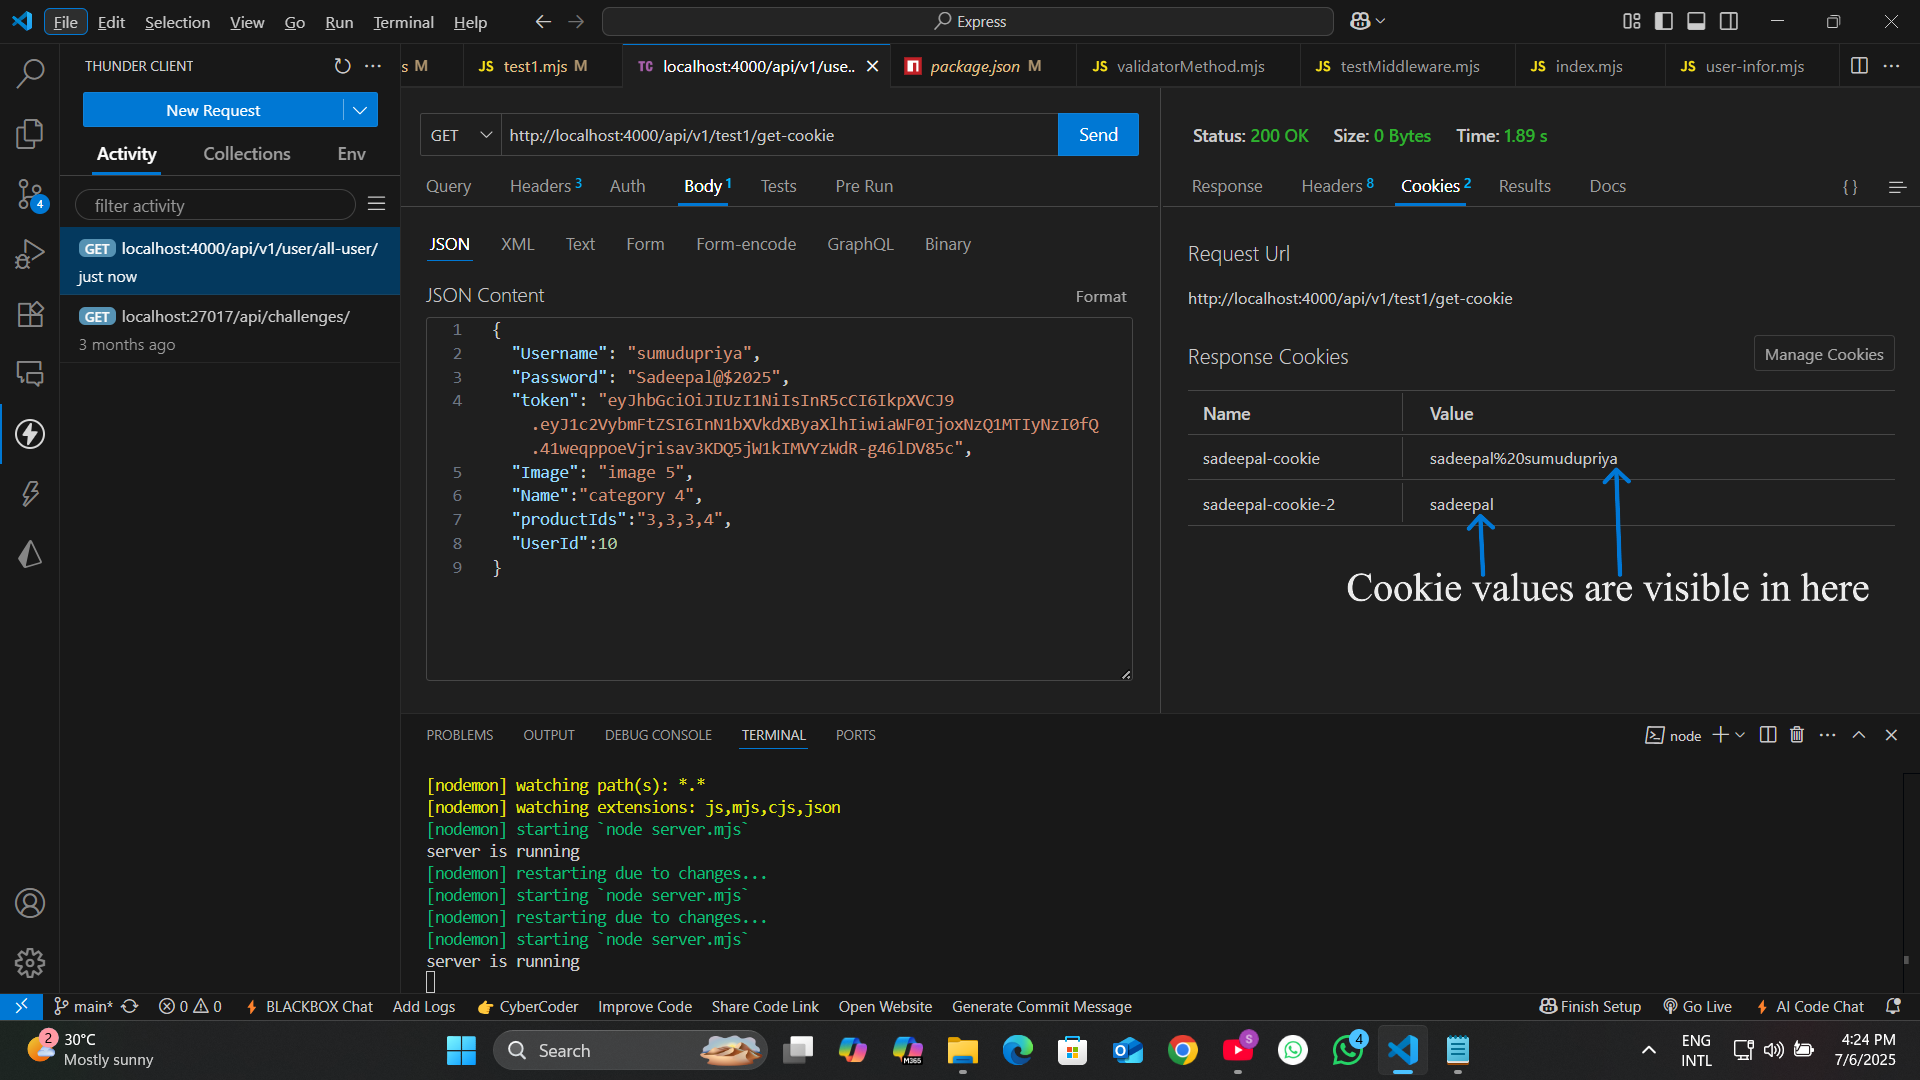 File Edit Selection View Go Run Terminal Help
Express
THUNDER CLIENT
s M
JS test1.mjs M
TC localhost:4000/api/v1/use..
package.json M
JS validatorMethod.mjs
JS testMiddleware.mjs
JS index.mjs
JS user-infor.mjs
New Request
Activity Collections Env
filter activity
GET localhost:4000/api/v1/user/all-user/
just now
GET localhost:27017/api/challenges/
3 months ago
4
GET http://localhost:4000/api/v1/test1/get-cookie Send
Query Headers 3 Auth Body 1 Tests Pre Run
JSON XML Text Form Form-encode GraphQL Binary
JSON Content Format
1 {
2 "Username": "sumudupriya",
3 "Password": "Sadeepal@$2025",
4 "token": "eyJhbGciOiJIUzI1NiIsInR5cCI6IkpXVCJ9
.eyJ1c2VybmFtZSI6InN1bXVkdXByaXlhIiwiaWF0IjoxNzQ1MTIyNzI0fQ
.41weqppoeVjrisav3KDQ5jW1kIMVYzWdR-g46lDV85c",
5 "Image": "image 5",
6 "Name":"category 4",
7 "productIds":"3,3,3,4",
8 "UserId":10
9 }
Status: 200 OK Size: 0 Bytes Time: 1.89 s
Response Headers 8 Cookies 2 Results Docs { }
Request Url
http://localhost:4000/api/v1/test1/get-cookie
Response Cookies Manage Cookies
Name Value
sadeepal-cookie sadeepal%20sumudupriya
sadeepal-cookie-2 sadeepal
Cookie values are visible in here
PROBLEMS OUTPUT DEBUG CONSOLE TERMINAL PORTS
node
[nodemon] watching path(s): *.*
[nodemon] watching extensions: js,mjs,cjs,json
[nodemon] starting `node server.mjs`
server is running
[nodemon] restarting due to changes...
[nodemon] starting `node server.mjs`
[nodemon] restarting due to changes...
[nodemon] starting `node server.mjs`
server is running
main* 0 0 BLACKBOX Chat Add Logs CyberCoder Improve Code Share Code Link Open Website Generate Commit Message
Finish Setup Go Live AI Code Chat
2 30°C
Mostly sunny
Search
M365
S
4
ENG
INTL
4:24 PM
7/6/2025